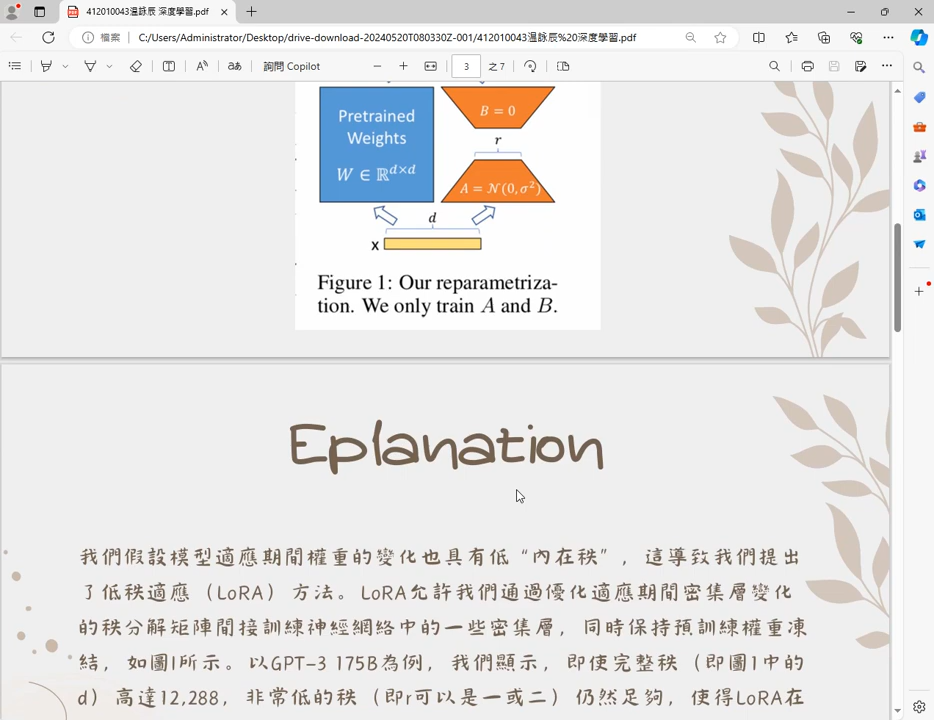 412010043溫詠辰 深度學習.pdf
檔案
C:/Users/Administrator/Desktop/drive-download-20240520T080330Z-001/412010043溫詠辰%20深度學習.pdf
詢問 Copilot
3
之 7
Pretrained
Weights
W ∈ ℝ^{d×d}
B = 0
r
A = 𝒩(0, σ²)
d
x
Figure 1: Our reparametriza-
tion. We only train A and B.
Eplanation
我們假設模型適應期間權重的變化也具有低“內在秩”，這導致我們提出
了低秩適應（LoRA）方法。LoRA允許我們通過優化適應期間密集層變化
的秩分解矩陣間接訓練神經網絡中的一些密集層，同時保持預訓練權重凍
結，如圖1所示。以GPT-3 175B為例，我們顯示，即使完整秩（即圖1中的
d）高達12,288，非常低的秩（即r可以是一或二）仍然足夠，使得LoRA在